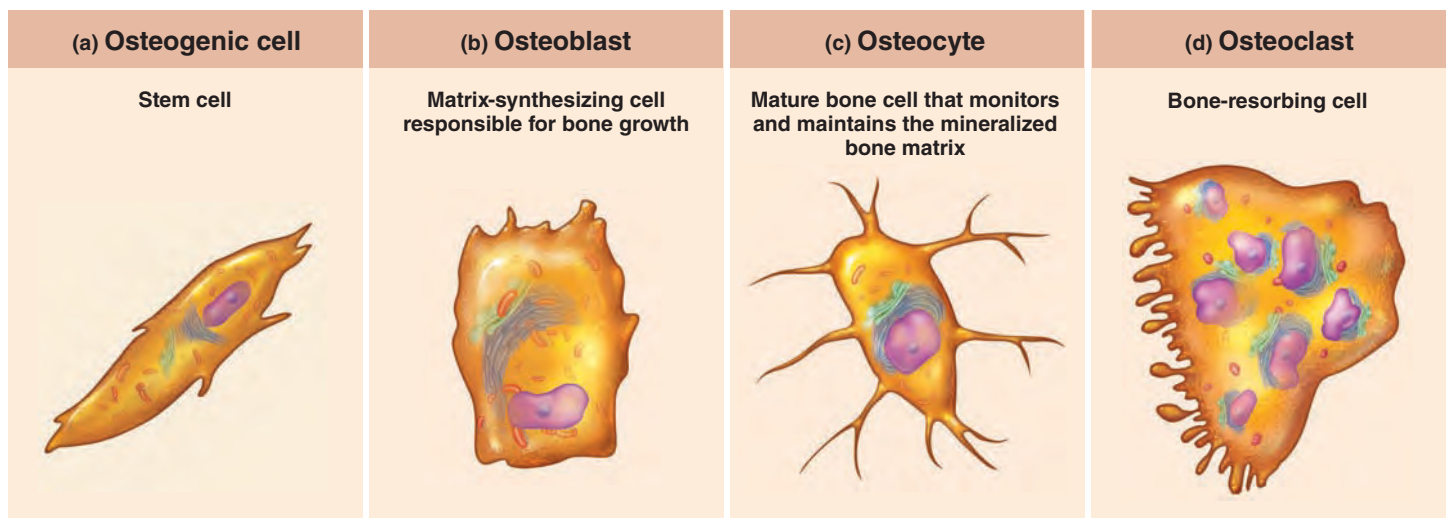 (a) Osteogenic cell
Stem cell
(b) Osteoblast
Matrix-synthesizing cell
responsible for bone growth
(c) Osteocyte
Mature bone cell that monitors
and maintains the mineralized
bone matrix
(d) Osteoclast
Bone-resorbing cell